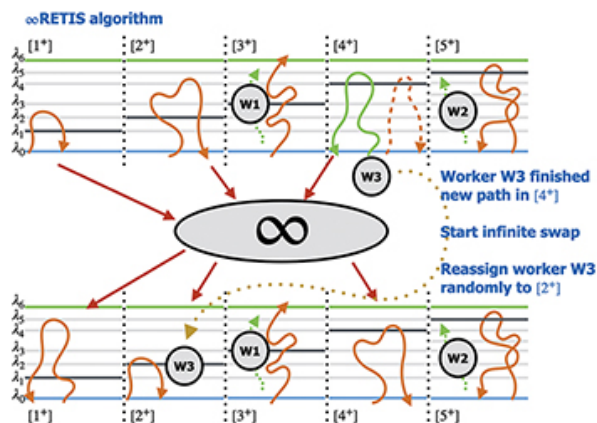 ∞RETIS algorithm
[1⁺] [2⁺] [3⁺] [4⁺] [5⁺]
λ₆
λ₅
λ₄
λ₃
λ₂
λ₁
λ₀
W1
W2
W3
Worker W3 finished
new path in [4⁺]
∞
Start infinite swap
Reassign worker W3
randomly to [2⁺]
λ₆
λ₅
λ₄
λ₃
λ₂
λ₁
λ₀
W3
W1
W2
[1⁺] [2⁺] [3⁺] [4⁺] [5⁺]